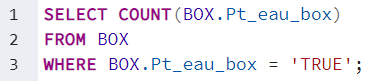 1 SELECT COUNT(BOX.Pt_eau_box)
2 FROM BOX
3 WHERE BOX.Pt_eau_box = 'TRUE';